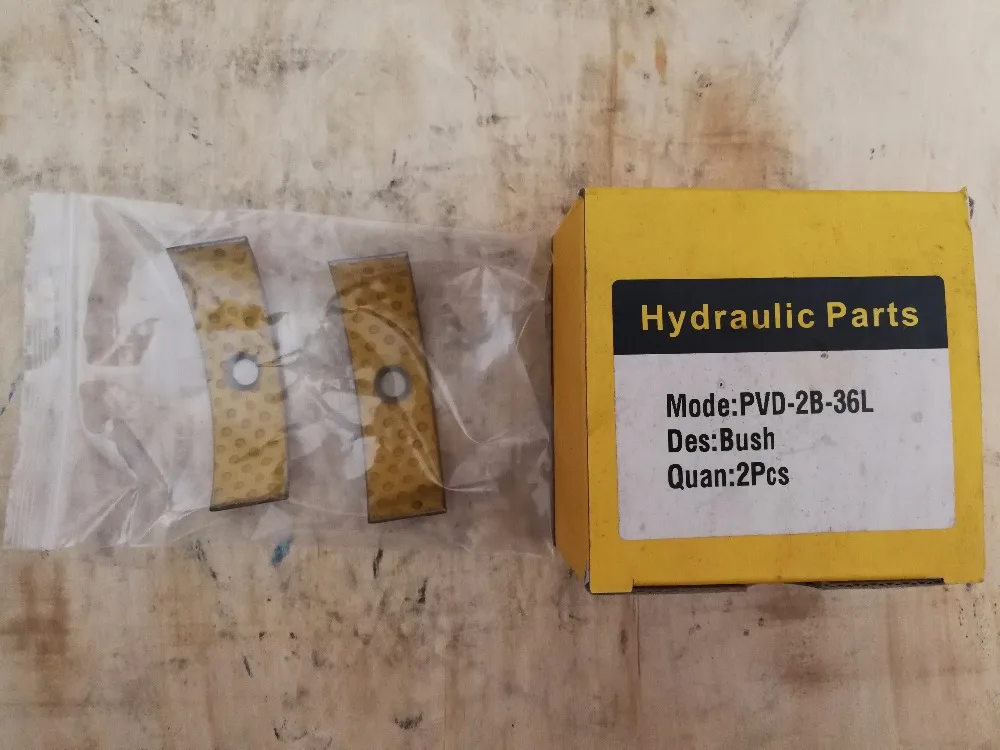 Hydraulic Parts
Mode:PVD-2B-36L
Des:Bush
Quan:2Pcs